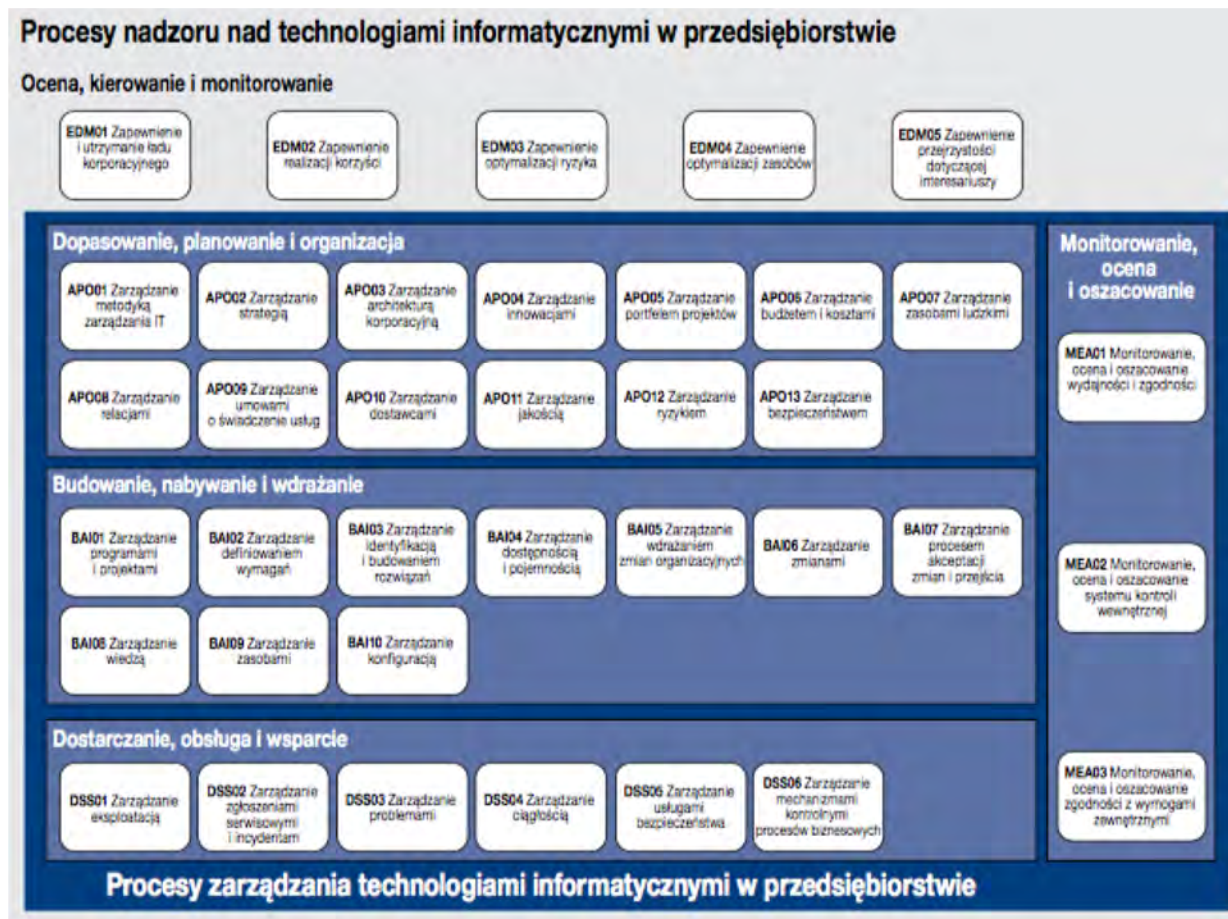 Procesy nadzoru nad technologiami informatycznymi w przedsiębiorstwie
Ocena, kierowanie i monitorowanie
EDM01 Zapewnienie
i utrzymanie ładu
korporacyjnego
EDM02 Zapewnienie
realizacji korzyści
EDM03 Zapewnienie
optymalizacji ryzyka
EDM04 Zapewnienie
optymalizacji zasobów
EDM05 Zapewnienie
przejrzystości
dotyczącej
interesariuszy
Dopasowanie, planowanie i organizacja
APO01 Zarządzanie
metodyką
zarządzania IT
APO02 Zarządzanie
strategią
APO03 Zarządzanie
architekturą
korporacyjną
APO04 Zarządzanie
innowacjami
APO05 Zarządzanie
portfelem projektów
APO06 Zarządzanie
budżetem i kosztami
APO07 Zarządzanie
zasobami ludzkimi
APO08 Zarządzanie
relacjami
APO09 Zarządzanie
umowami
o świadczenie usług
APO10 Zarządzanie
dostawcami
APO11 Zarządzanie
jakością
APO12 Zarządzanie
ryzykiem
APO13 Zarządzanie
bezpieczeństwem
Budowanie, nabywanie i wdrażanie
BAI01 Zarządzanie
programami
i projektami
BAI02 Zarządzanie
definiowaniem
wymagań
BAI03 Zarządzanie
identyfikacją
i budowaniem
rozwiązań
BAI04 Zarządzanie
dostępnością
i pojemnością
BAI05 Zarządzanie
wdrażaniem
zmian organizacyjnych
BAI06 Zarządzanie
zmianami
BAI07 Zarządzanie
procesem
akceptacji
zmian i przejścia
BAI08 Zarządzanie
wiedzą
BAI09 Zarządzanie
zasobami
BAI10 Zarządzanie
konfiguracją
Dostarczanie, obsługa i wsparcie
DSS01 Zarządzanie
eksploatacją
DSS02 Zarządzanie
zgłoszeniami
serwisowymi
i incydentami
DSS03 Zarządzanie
problemami
DSS04 Zarządzanie
ciągłością
DSS05 Zarządzanie
usługami
bezpieczeństwa
DSS06 Zarządzanie
mechanizmami
kontrolnymi
procesów biznesowych
Monitorowanie,
ocena
i oszacowanie
MEA01 Monitorowanie,
ocena i oszacowanie
wydajności i zgodności
MEA02 Monitorowanie,
ocena i oszacowanie
systemu kontroli
wewnętrznej
MEA03 Monitorowanie,
ocena i oszacowanie
zgodności z wymogami
zewnętrznymi
Procesy zarządzania technologiami informatycznymi w przedsiębiorstwie